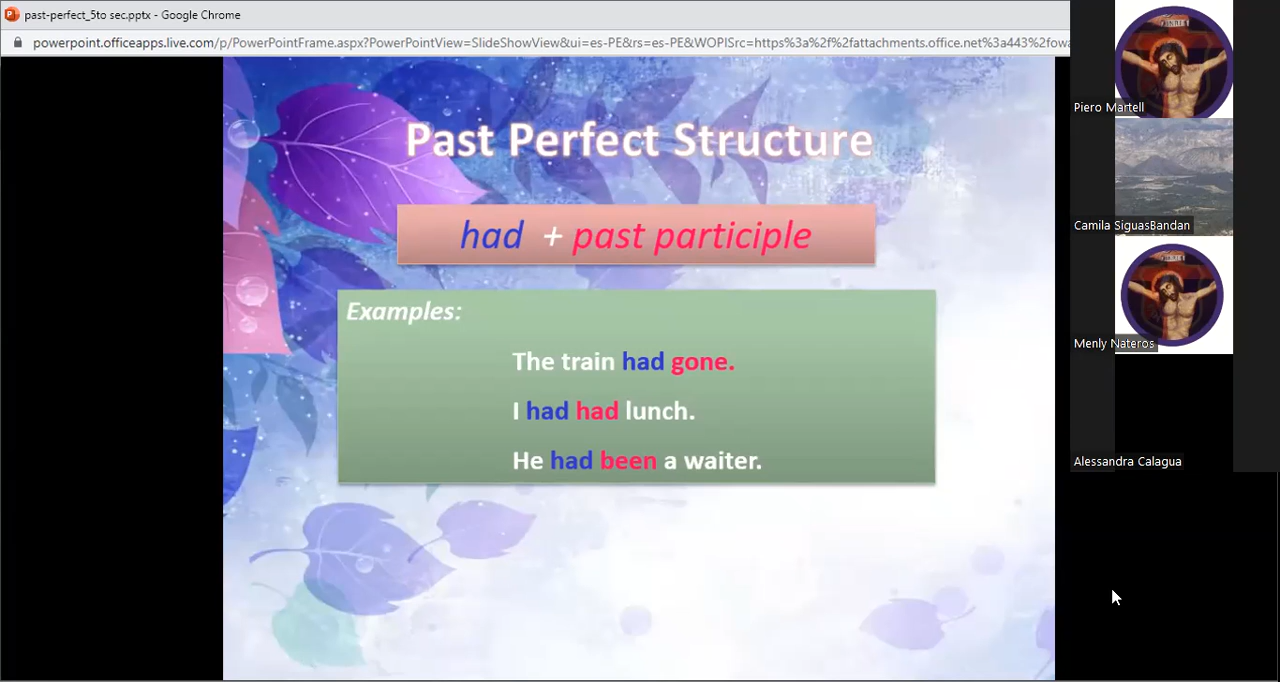 past-perfect_5to sec.pptx - Google Chrome
powerpoint.officeapps.live.com/p/PowerPointFrame.aspx?PowerPointView=SlideShowView&ui=es-PE&rs=es-PE&WOPISrc=https%3a%2f%2fattachments.office.net%3a443%2fowa
Past Perfect Structure
had + past participle
Examples:
The train had gone.
I had had lunch.
He had been a waiter.
Piero Martell
Camila SiguasBandan
Menly Nateros
Alessandra Calagua